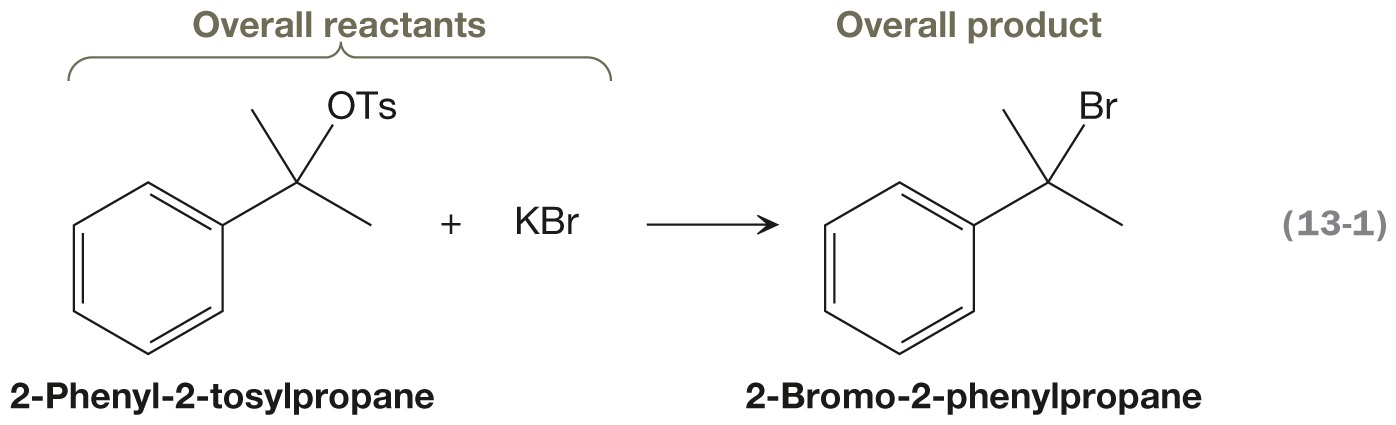 Overall reactants
Overall product
OTs
Br
+
KBr
(13-1)
2-Phenyl-2-tosylpropane
2-Bromo-2-phenylpropane